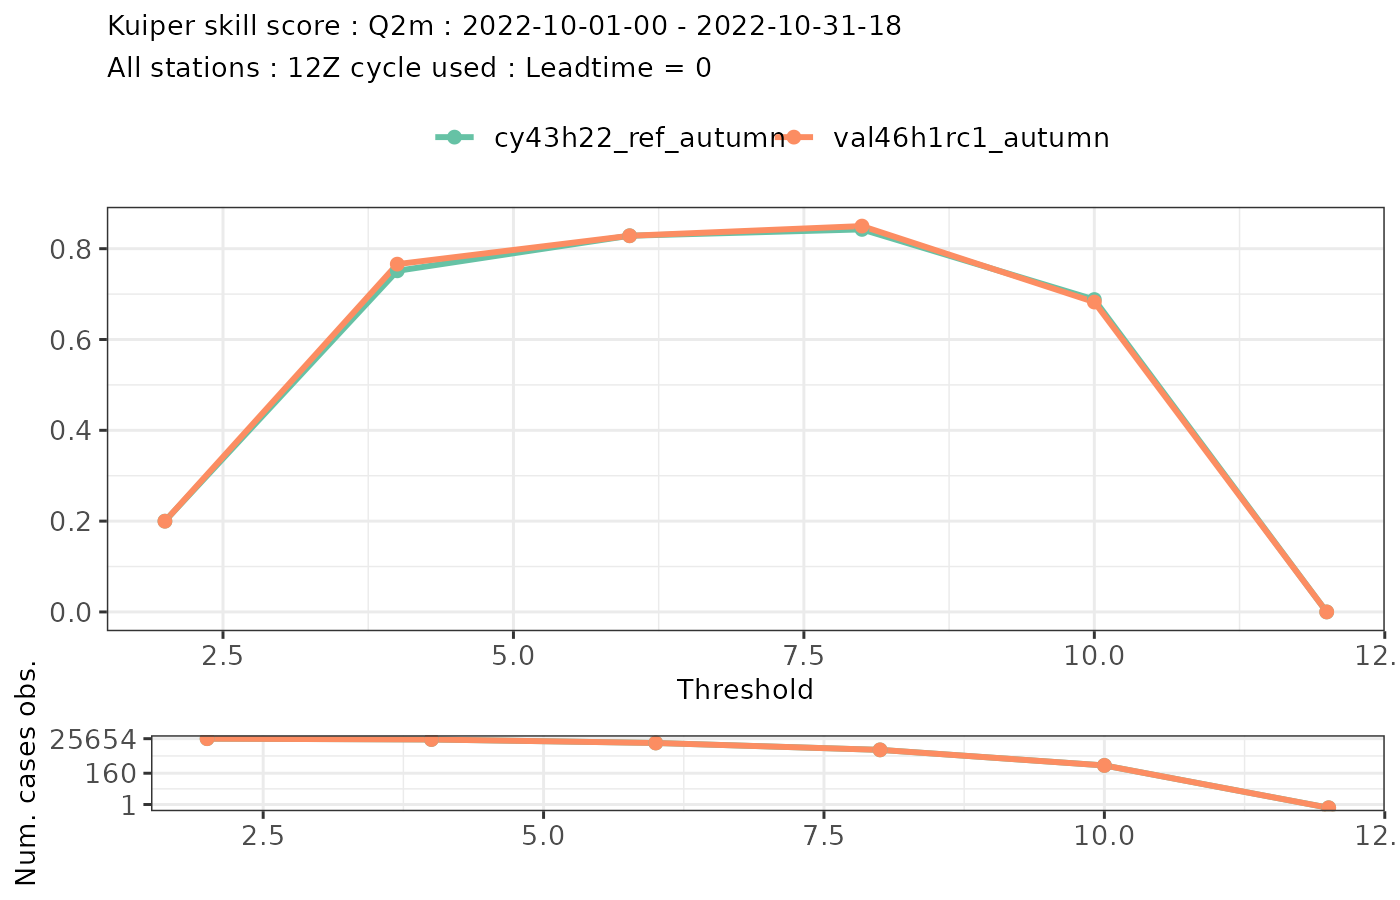 Kuiper skill score : Q2m : 2022-10-01-00 - 2022-10-31-18
All stations : 12Z cycle used : Leadtime = 0
cy43h22_ref_autumn val46h1rc1_autumn
0.8
0.6
0.4
0.2
0.0
2.5 5.0 7.5 10.0 12.
Threshold
Num. cases obs.
25654
160
1
2.5 5.0 7.5 10.0 12.